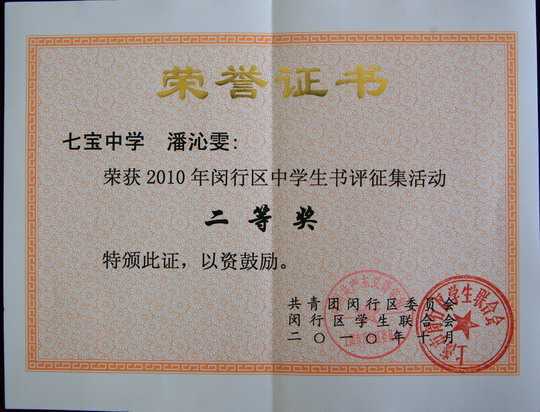 荣誉证书
七宝中学 潘沁雯:
荣获2010年闵行区中学生书评征集活动
二等奖
特颁此证，以资鼓励。
共青团闵行区委员会
闵行区学生联合会
二〇一〇年十月